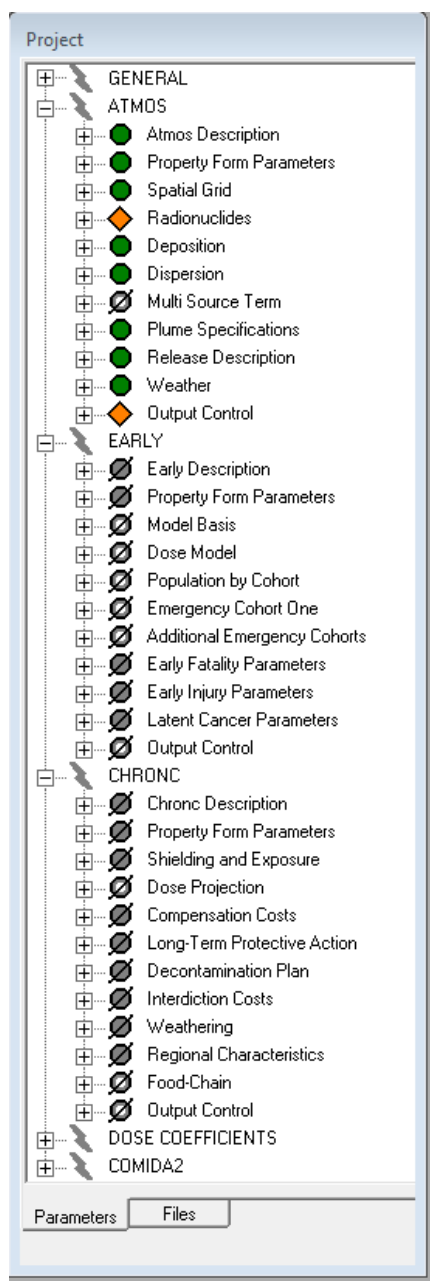 Project
GENERAL
ATMOS
Atmos Description
Property Form Parameters
Spatial Grid
Radionuclides
Deposition
Dispersion
Multi Source Term
Plume Specifications
Release Description
Weather
Output Control
EARLY
Early Description
Property Form Parameters
Model Basis
Dose Model
Population by Cohort
Emergency Cohort One
Additional Emergency Cohorts
Early Fatality Parameters
Early Injury Parameters
Latent Cancer Parameters
Output Control
CHRONC
Chronc Description
Property Form Parameters
Shielding and Exposure
Dose Projection
Compensation Costs
Long-Term Protective Action
Decontamination Plan
Interdiction Costs
Weathering
Regional Characteristics
Food-Chain
Output Control
DOSE COEFFICIENTS
COMIDA2
Parameters Files